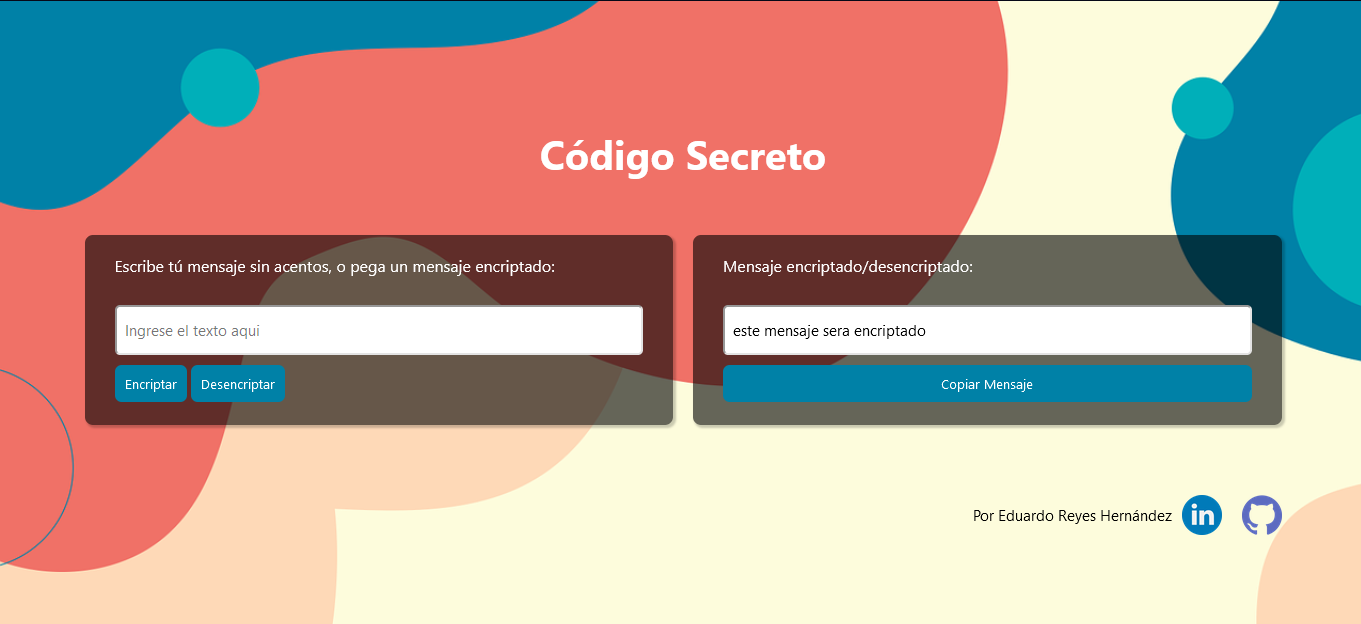 Código Secreto
Escribe tú mensaje sin acentos, o pega un mensaje encriptado:
Ingrese el texto aqui
Encriptar Desencriptar
Mensaje encriptado/desencriptado:
este mensaje sera encriptado
Copiar Mensaje
Por Eduardo Reyes Hernández in